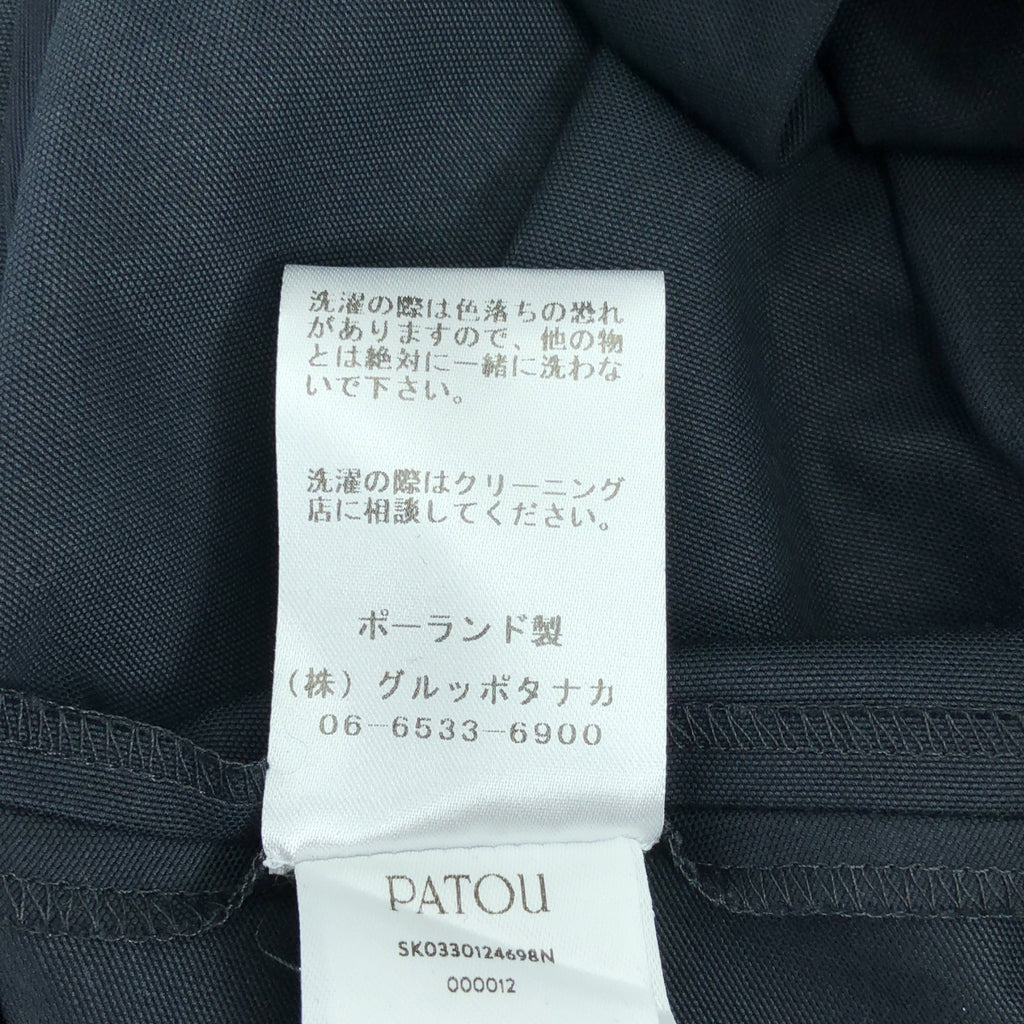 洗濯の際は色落ちの恐れ
がありますので、他の物
とは絶対に一緒に洗わな
いで下さい。
洗濯の際はクリーニング
店に相談してください。
ポーランド製
(株)グルッポタナカ
06-6533-6900
PATOU
SK0330124698N
000012